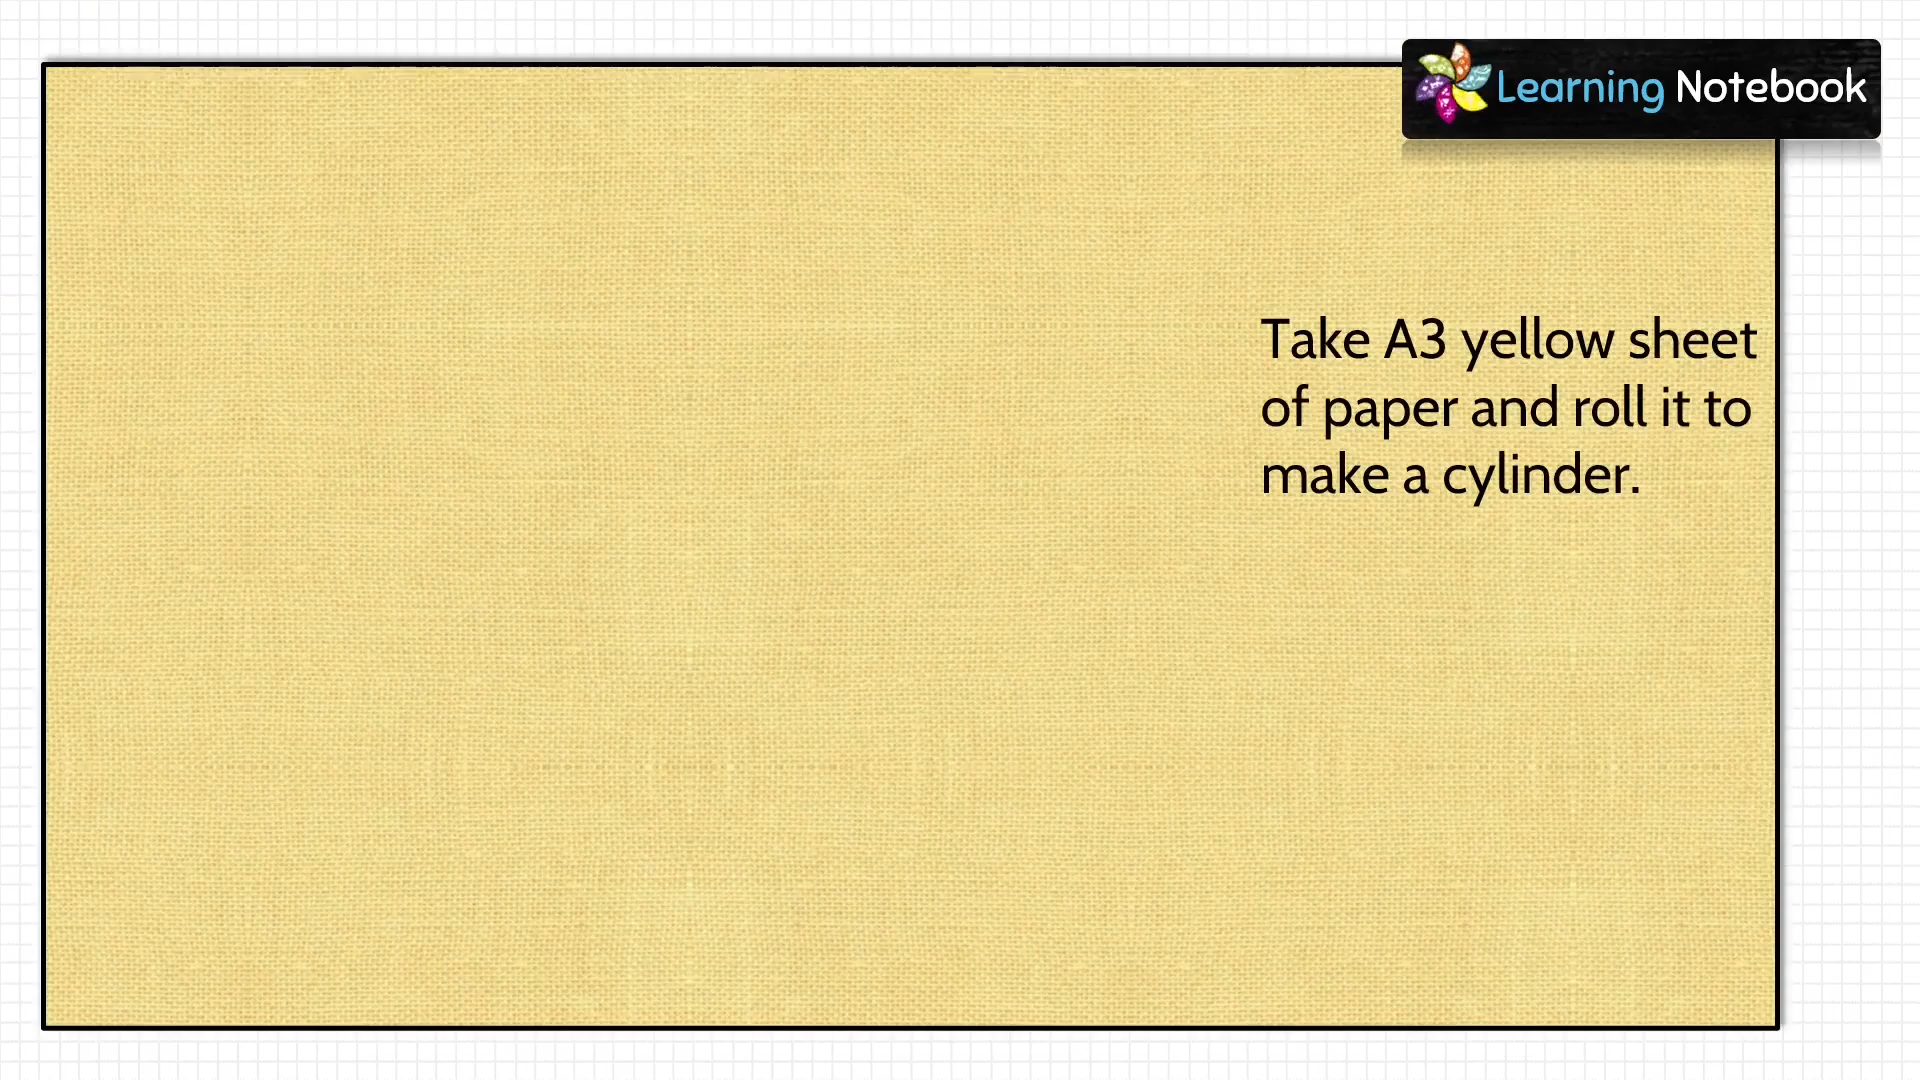 Learning Notebook
Take A3 yellow sheet
of paper and roll it to
make a cylinder.